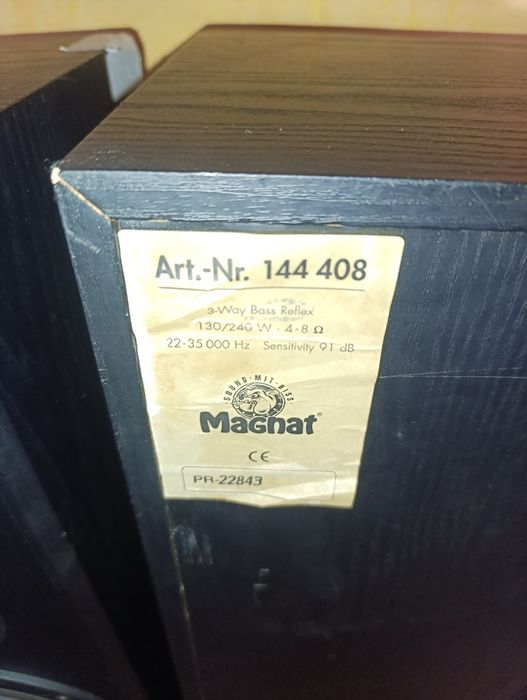 Art.-Nr. 144 408
3-Way Bass Reflex
130/240 W - 4-8 Ω
22-35 000 Hz Sensitivity 91 dB
SOUND·MIT·BISS
Magnat®
CE
PR-22843